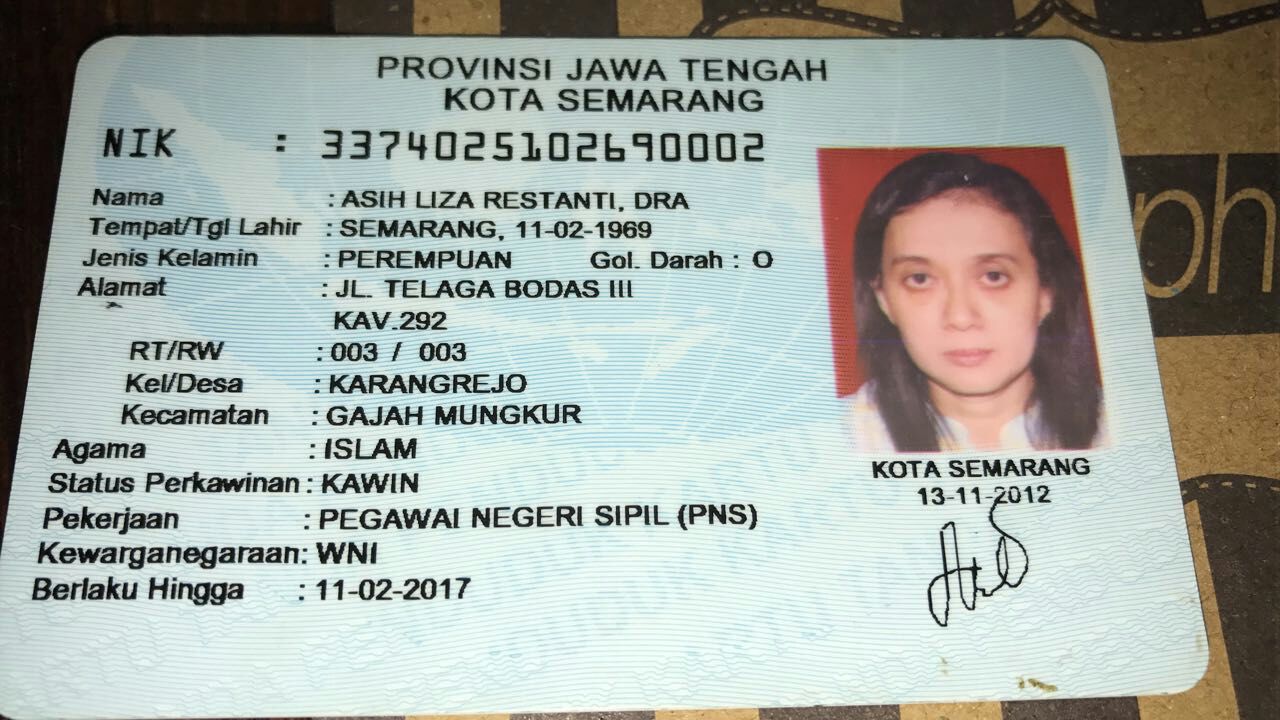 PROVINSI JAWA TENGAH
KOTA SEMARANG
NIK : 3374025102690002
Nama : ASIH LIZA RESTANTI, DRA
Tempat/Tgl Lahir : SEMARANG, 11-02-1969
Jenis Kelamin : PEREMPUAN Gol. Darah : O
Alamat : JL. TELAGA BODAS III
KAV.292
RT/RW : 003 / 003
Kel/Desa : KARANGREJO
Kecamatan : GAJAH MUNGKUR
Agama : ISLAM
Status Perkawinan : KAWIN
Pekerjaan : PEGAWAI NEGERI SIPIL (PNS)
Kewarganegaraan: WNI
Berlaku Hingga : 11-02-2017
KOTA SEMARANG
13-11-2012
ph